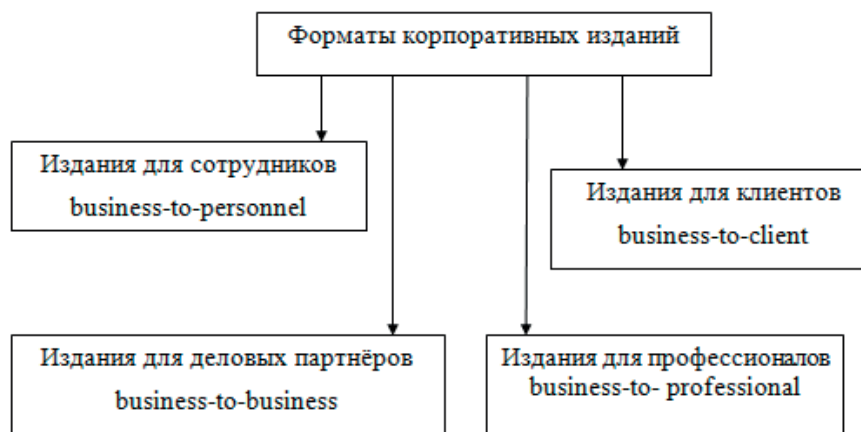 Форматы корпоративных изданий
Издания для сотрудников
business-to-personnel
Издания для клиентов
business-to-client
Издания для деловых партнёров
business-to-business
Издания для профессионалов
business-to- professional